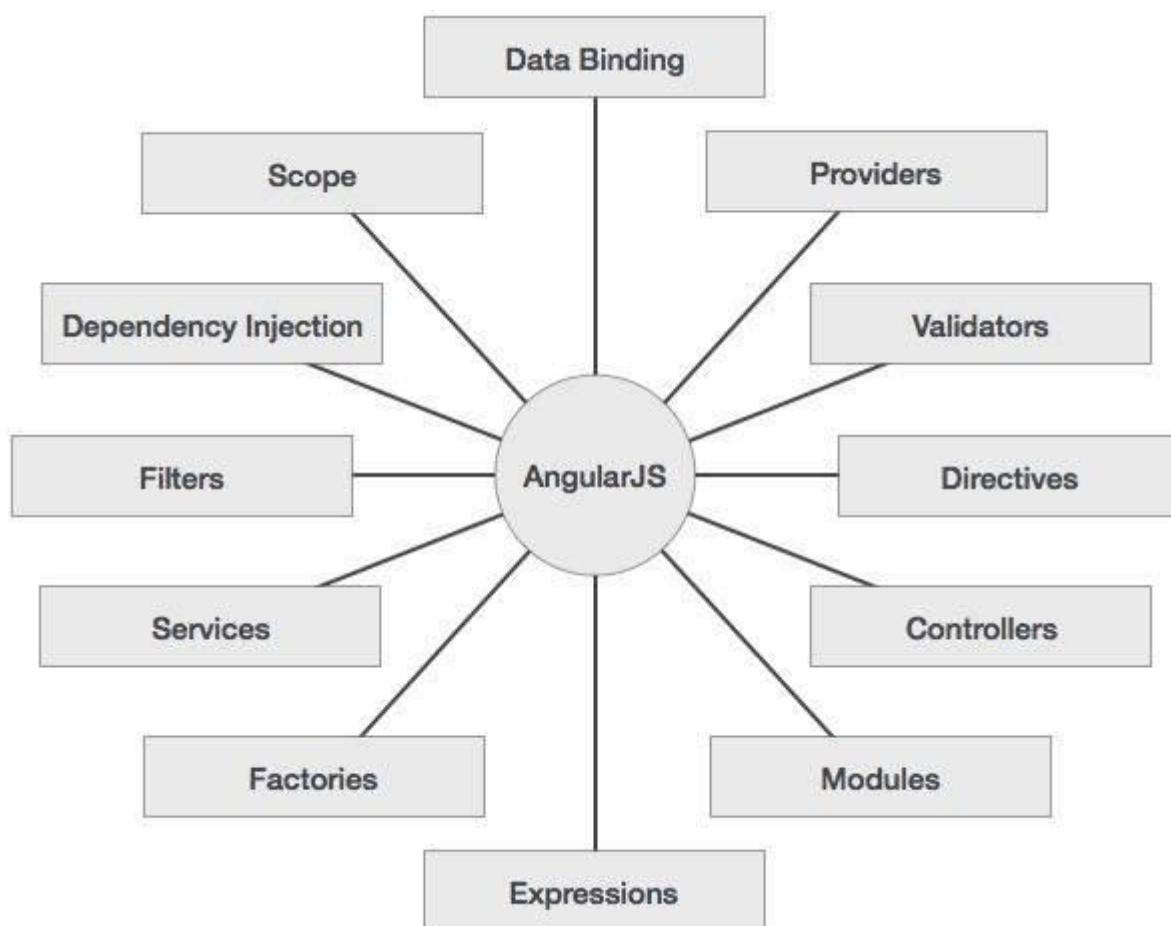 Data Binding
Scope
Providers
Dependency Injection
Validators
Filters
AngularJS
Directives
Services
Controllers
Factories
Modules
Expressions